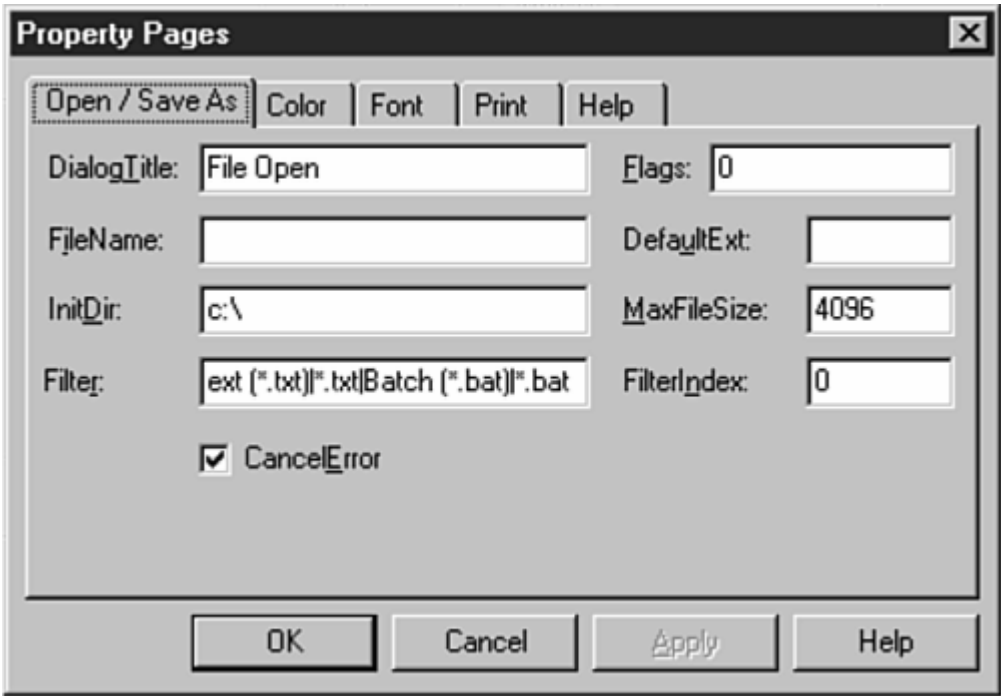 Property Pages
Open / Save As Color Font Print Help
DialogTitle: File Open Flags: 0
FileName: DefaultExt:
InitDir: c:\ MaxFileSize: 4096
Filter: ext (*.txt)|*.txt|Batch (*.bat)|*.bat FilterIndex: 0
CancelError
OK Cancel Apply Help